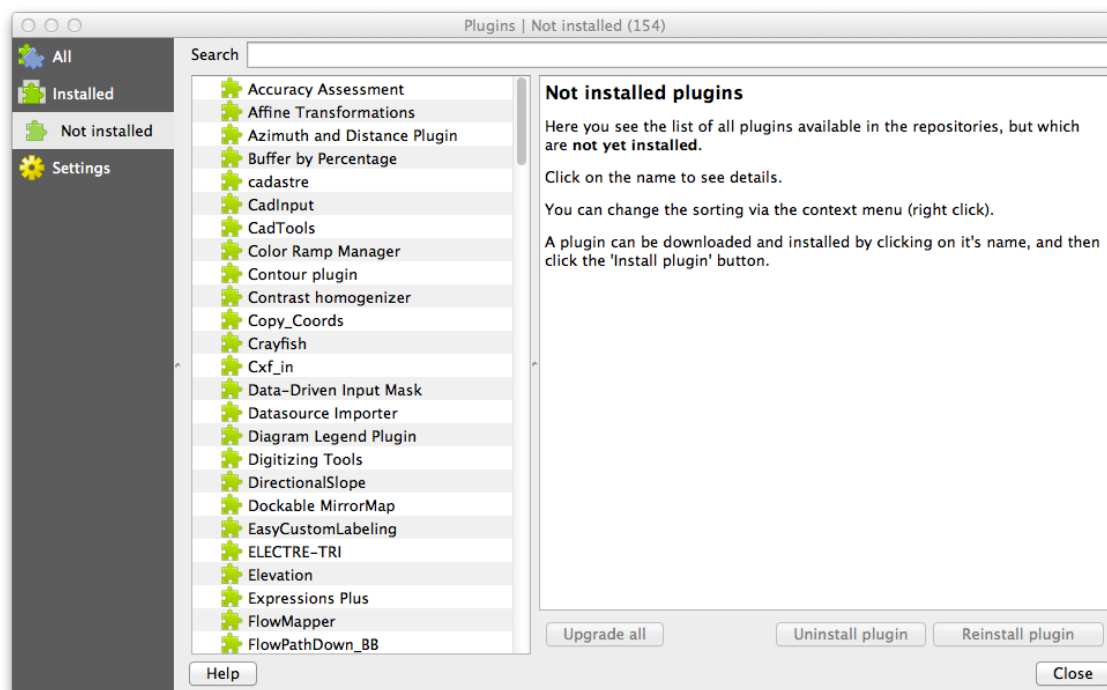 Plugins | Not installed (154)
All
Installed
Not installed
Settings
Search
Accuracy Assessment
Affine Transformations
Azimuth and Distance Plugin
Buffer by Percentage
cadastre
CadInput
CadTools
Color Ramp Manager
Contour plugin
Contrast homogenizer
Copy_Coords
Crayfish
Cxf_in
Data-Driven Input Mask
Datasource Importer
Diagram Legend Plugin
Digitizing Tools
DirectionalSlope
Dockable MirrorMap
EasyCustomLabeling
ELECTRE-TRI
Elevation
Expressions Plus
FlowMapper
FlowPathDown_BB
Not installed plugins
Here you see the list of all plugins available in the repositories, but which
are not yet installed.
Click on the name to see details.
You can change the sorting via the context menu (right click).
A plugin can be downloaded and installed by clicking on it's name, and then
click the 'Install plugin' button.
Upgrade all
Uninstall plugin
Reinstall plugin
Help
Close